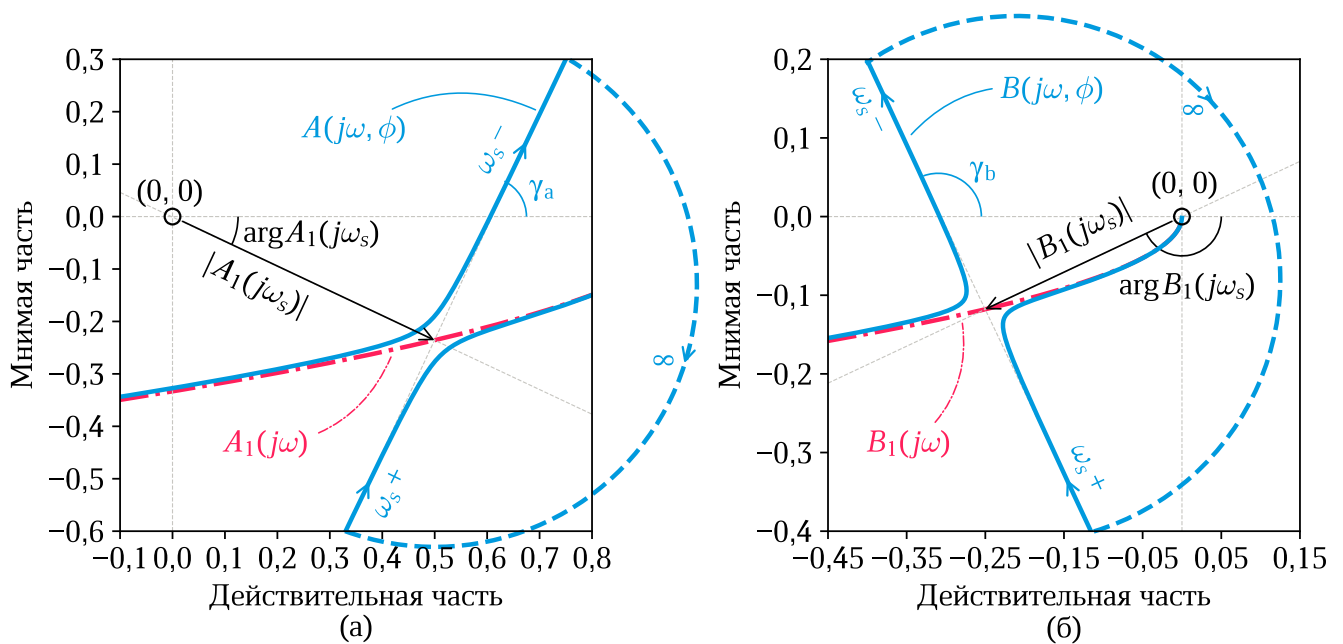 0,3
0,2
0,1
0,0
−0,1
−0,2
−0,3
−0,4
−0,5
−0,6
Мнимая часть
A(jω, ϕ)
ωₛ−
γₐ
(0, 0)
arg A₁(jωₛ)
|A₁(jωₛ)|
∞
A₁(jω)
ωₛ+
−0,1 0,0 0,1 0,2 0,3 0,4 0,5 0,6 0,7 0,8
Действительная часть
(а)
0,2
0,1
0,0
−0,1
−0,2
−0,3
−0,4
Мнимая часть
ωₛ−
B(jω, ϕ)
∞
γb
(0, 0)
|B₁(jωₛ)|
arg B₁(jωₛ)
B₁(jω)
ωₛ+
−0,45 −0,35 −0,25 −0,15 −0,05 0,05 0,15
Действительная часть
(б)